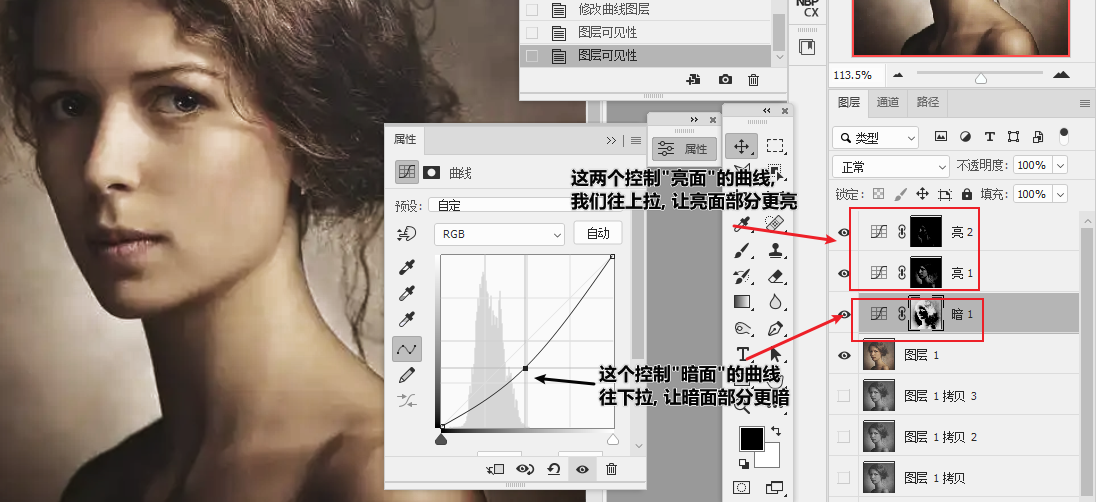 修改曲线图层
图层可见性
图层可见性
NBP
CX
113.5%
图层
通道
路径
类型
正常
不透明度:
100%
锁定:
填充:
100%
亮 2
亮 1
暗 1
图层 1
图层 1 拷贝 3
图层 1 拷贝 2
图层 1 拷贝
属性
属性
曲线
预设:
自定
RGB
自动
这两个控制"亮面"的曲线,
我们往上拉, 让亮面部分更亮
这个控制"暗面"的曲线
往下拉, 让暗面部分更暗